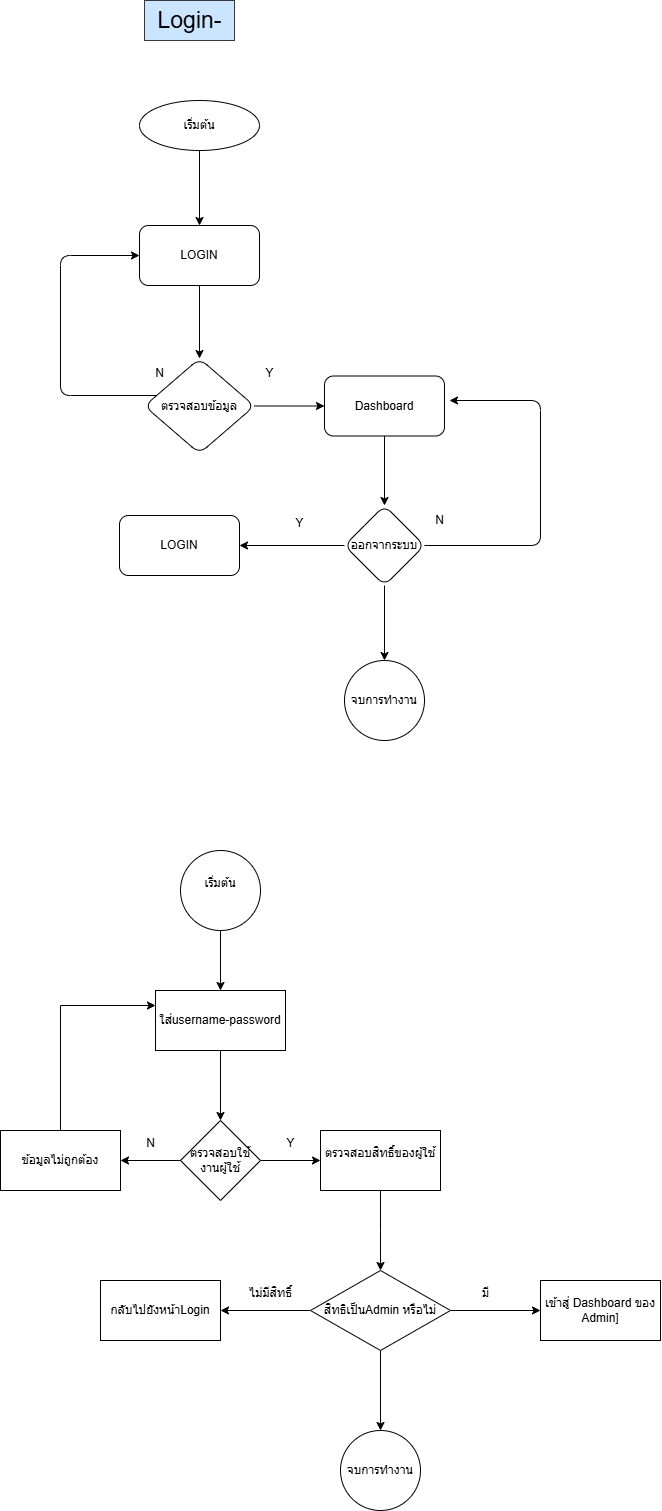 Login-
เริ่มต้น
LOGIN
N
Y
ตรวจสอบข้อมูล
Dashboard
LOGIN
Y
N
ออกจากระบบ
จบการทำงาน
เริ่มต้น
ใส่username-password
ข้อมูลไม่ถูกต้อง
N
ตรวจสอบใช้
งานผู้ใช้
Y
ตรวจสอบสิทธิ์ของผู้ใช้
กลับไปยังหน้าLogin
ไม่มีสิทธิ์
สิทธิเป็นAdmin หรือไม่
มี
เข้าสู่ Dashboard ของ
Admin]
จบการทำงาน